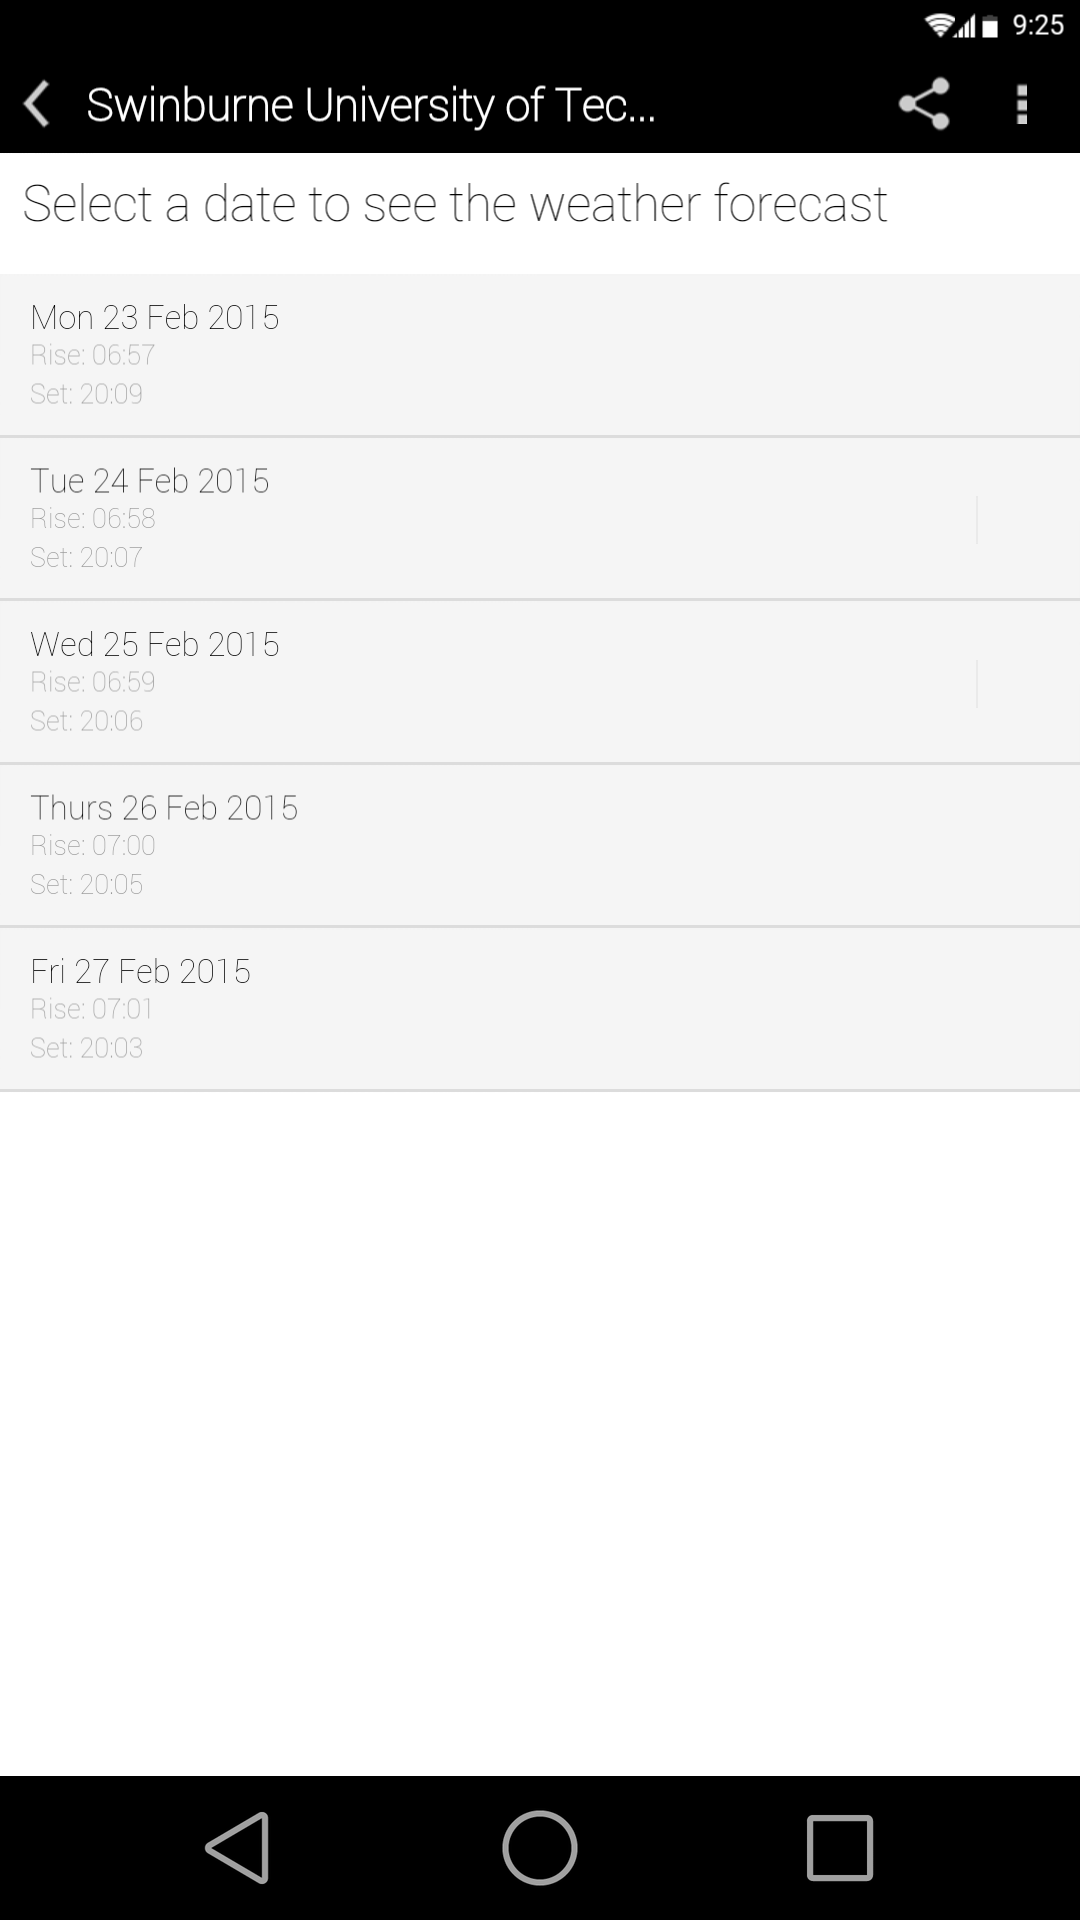 9:25
Swinburne University of Tec...
Select a date to see the weather forecast
Mon 23 Feb 2015
Rise: 06:57
Set: 20:09
Tue 24 Feb 2015
Rise: 06:58
Set: 20:07
Wed 25 Feb 2015
Rise: 06:59
Set: 20:06
Thurs 26 Feb 2015
Rise: 07:00
Set: 20:05
Fri 27 Feb 2015
Rise: 07:01
Set: 20:03